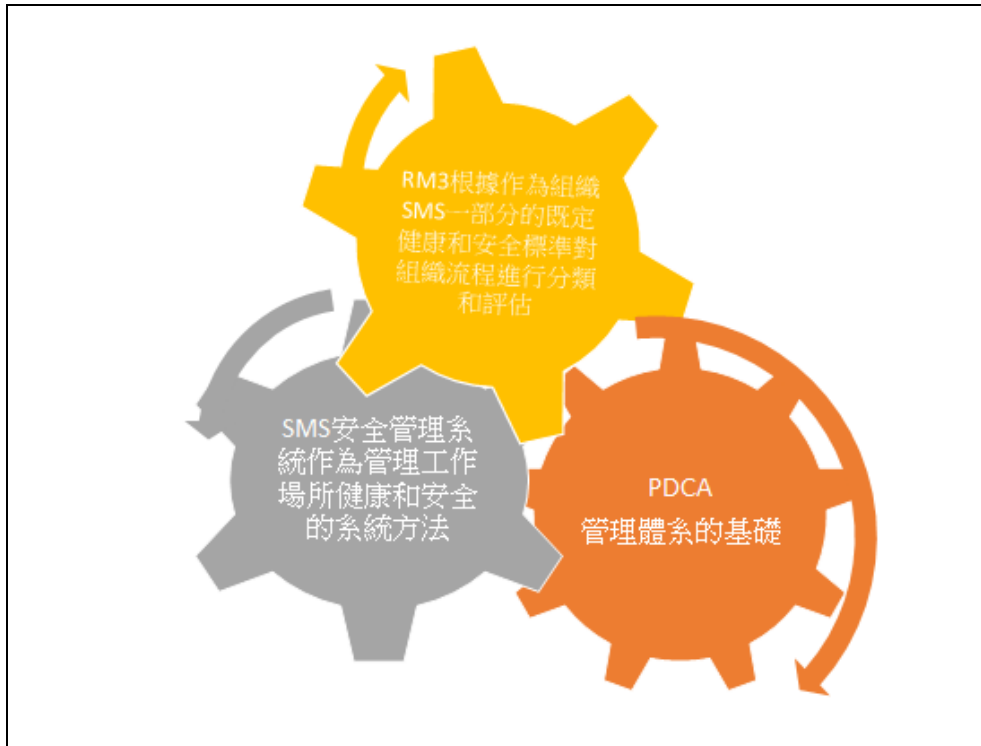 RM3根據作為組織
SMS一部分的既定
健康和安全標準對
組織流程進行分類
和評估
SMS安全管理系
統作為管理工作
場所健康和安全
的系統方法
PDCA
管理體系的基礎